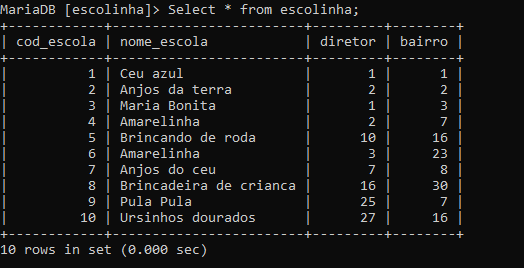 MariaDB [escolinha]> Select * from escolinha;
+------------+-----------------------+---------+--------+
| cod_escola | nome_escola           | diretor | bairro |
+------------+-----------------------+---------+--------+
|          1 | Ceu azul              |       1 |      1 |
|          2 | Anjos da terra        |       2 |      2 |
|          3 | Maria Bonita          |       1 |      3 |
|          4 | Amarelinha            |       2 |      7 |
|          5 | Brincando de roda     |      10 |     16 |
|          6 | Amarelinha            |       3 |     23 |
|          7 | Anjos do ceu          |       7 |      8 |
|          8 | Brincadeira de crianca |      16 |     30 |
|          9 | Pula Pula             |      25 |      7 |
|         10 | Ursinhos dourados     |      27 |     16 |
+------------+-----------------------+---------+--------+
10 rows in set (0.000 sec)